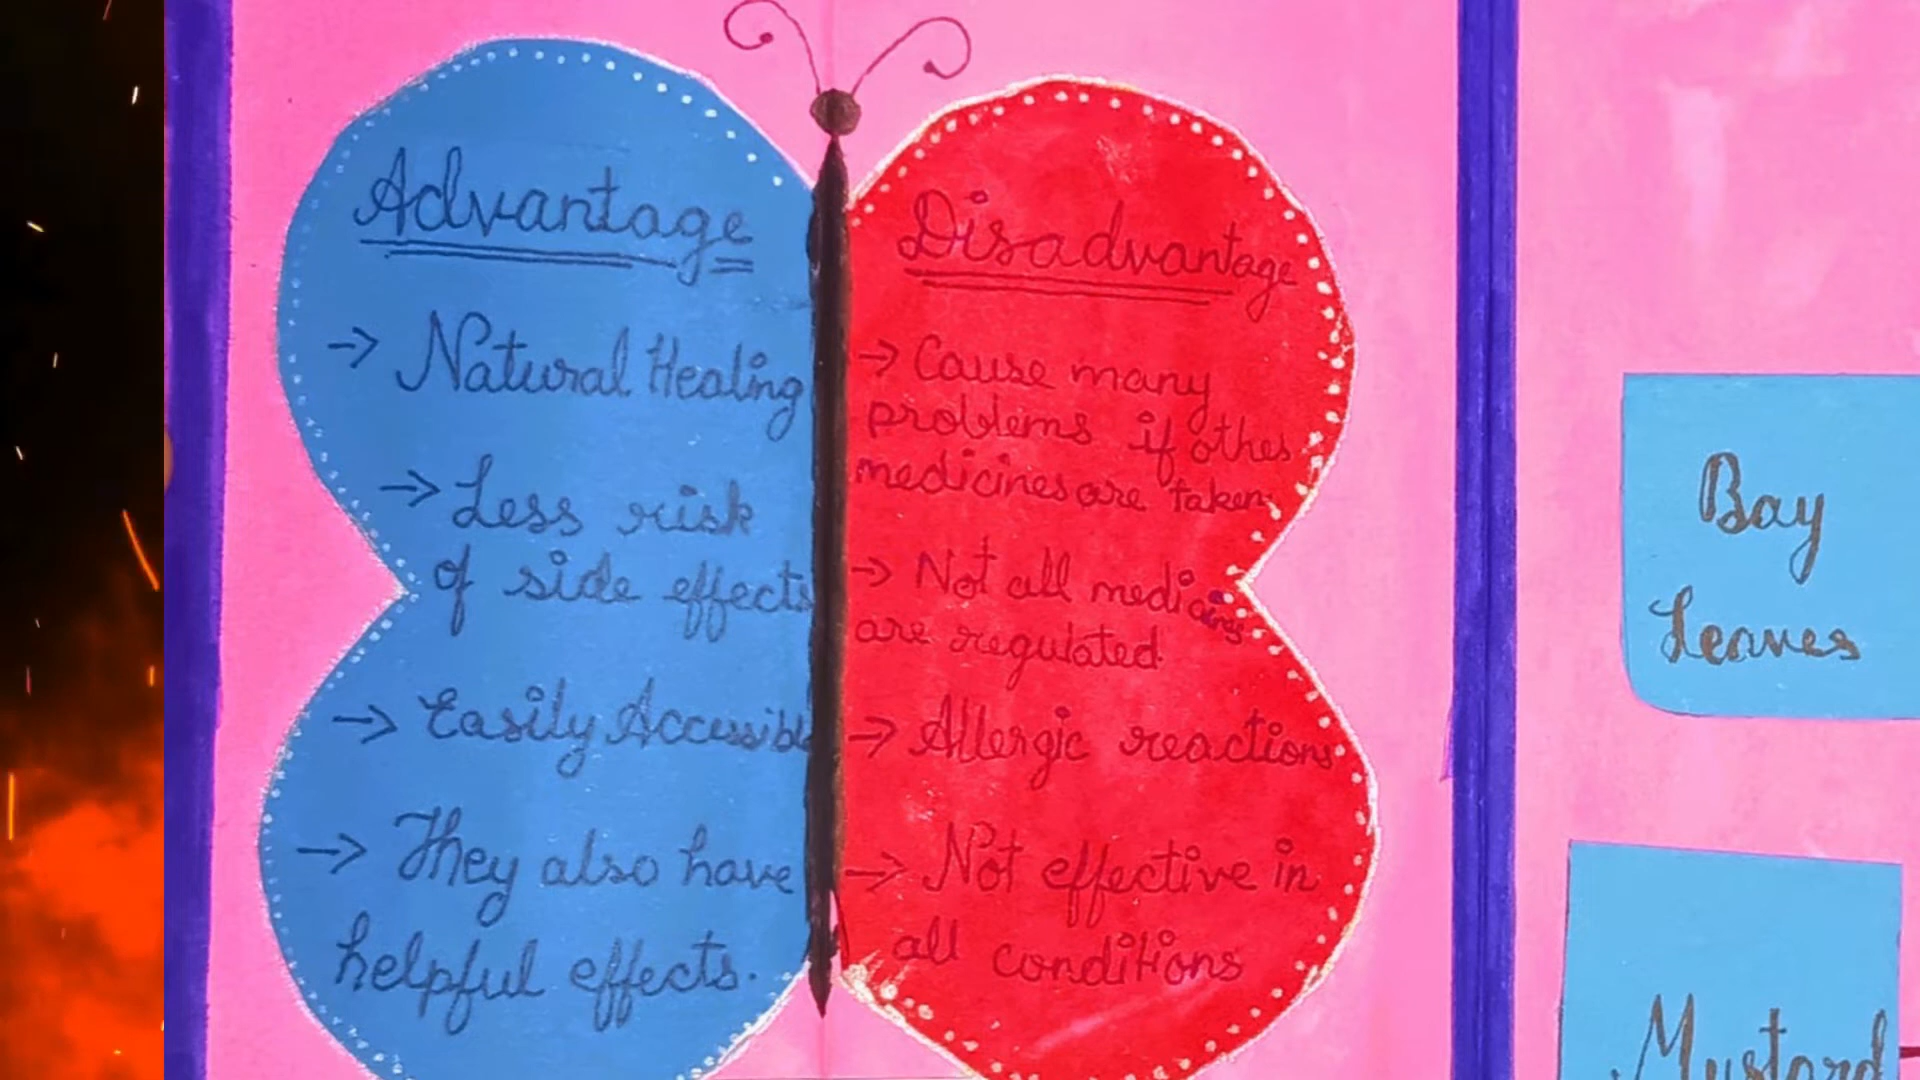 Advantage
→ Natural Healing
→ Less risk
of side effects
→ Easily Accessible
→ They also have
helpful effects.
Disadvantage
→ Cause many
problems if other
medicines are taken.
→ Not all medicines
are regulated.
→ Allergic reactions
→ Not effective in
all conditions
Bay
Leaves
Mustard